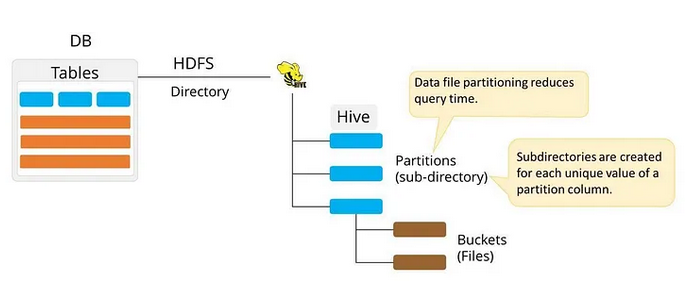 DB
Tables
HDFS
Directory
HIVE
Hive
Data file partitioning reduces
query time.
Partitions
(sub-directory)
Subdirectories are created
for each unique value of a
partition column.
Buckets
(Files)